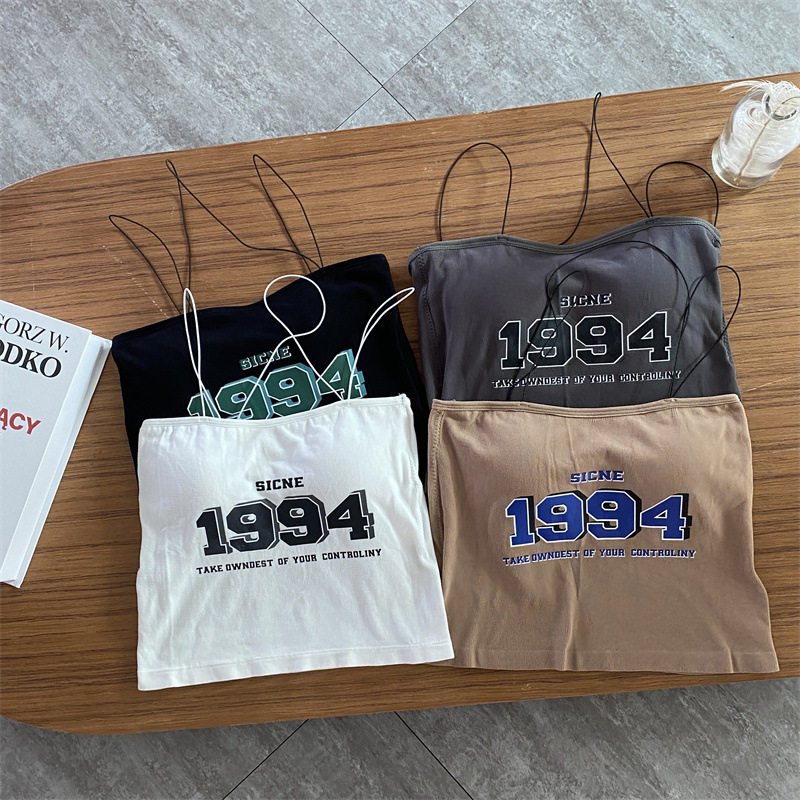 GORZ W.
ODKO
ACY
SICNE
1994
SICNE
1994
TAKE OWNDEST OF YOUR CONTROLINY
SICNE
1994
TAKE OWNDEST OF YOUR CONTROLINY
SICNE
1994
TAKE OWNDEST OF YOUR CONTROLINY